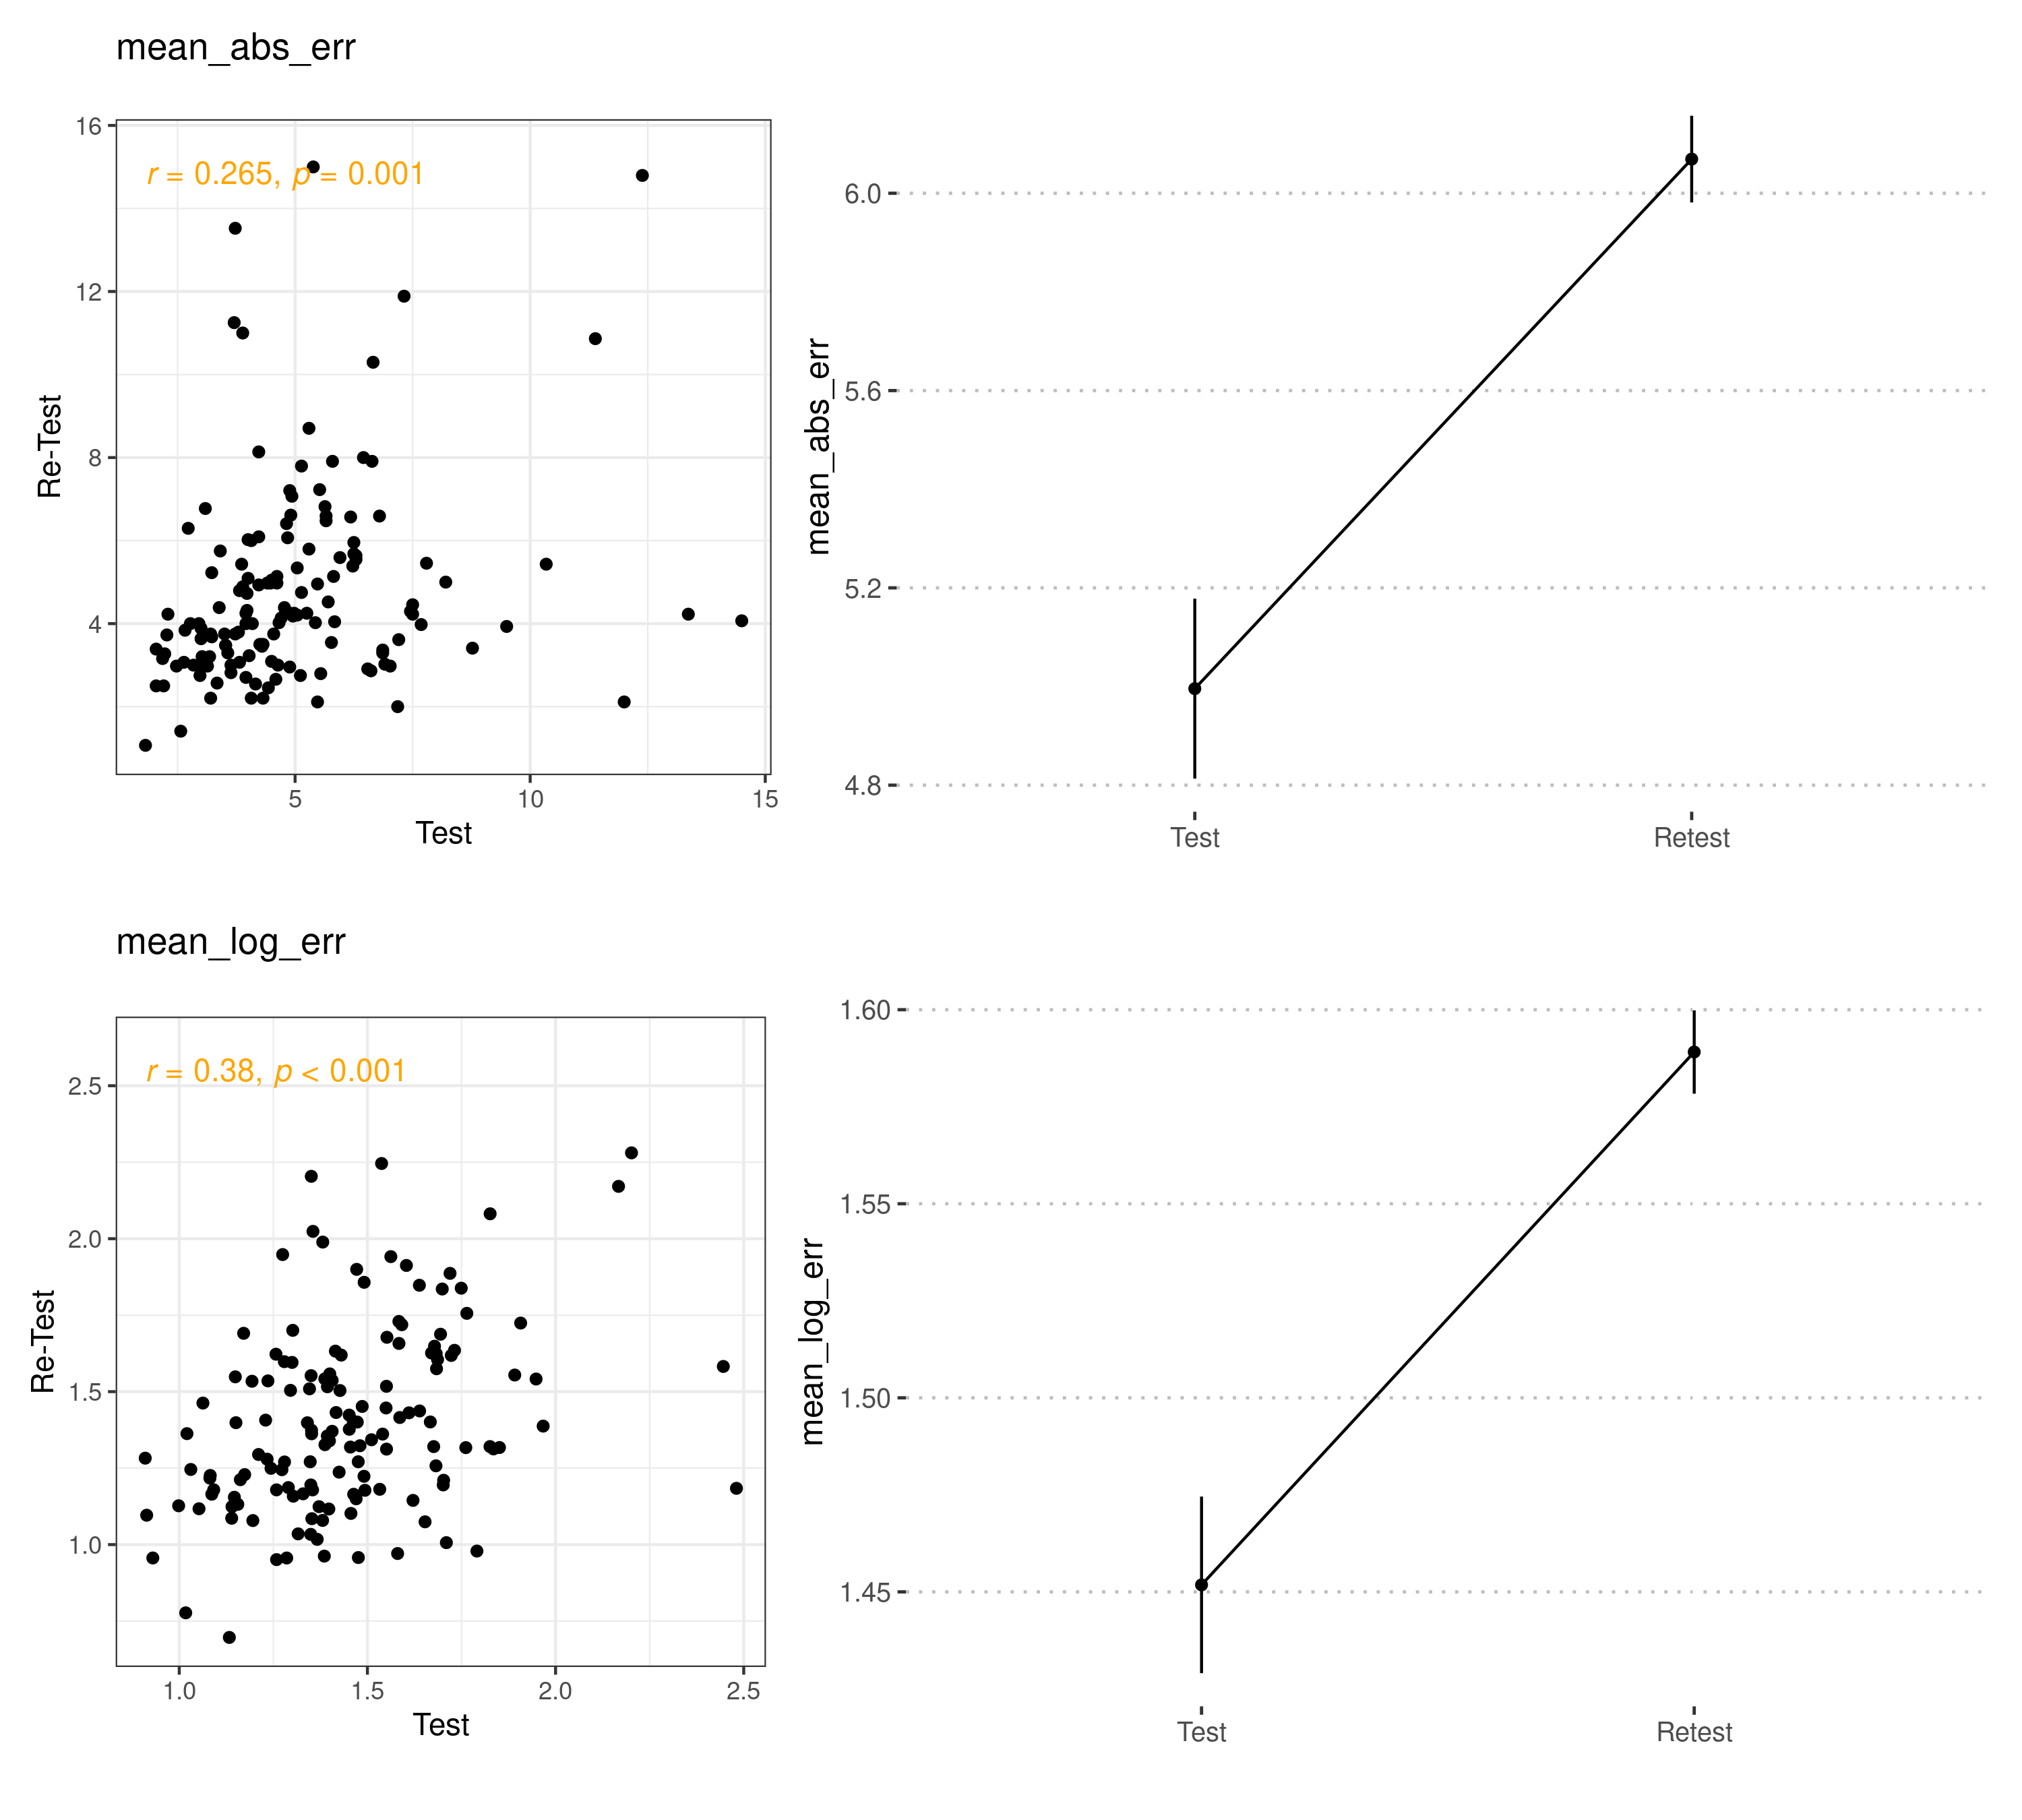 mean_abs_err
16
12
8
4
Re-Test
r = 0.265, p = 0.001
5
10
15
Test
mean_abs_err
6.0
5.6
5.2
4.8
Test
Retest
mean_log_err
2.5
2.0
1.5
1.0
Re-Test
r = 0.38, p < 0.001
1.0
1.5
2.0
2.5
Test
mean_log_err
1.60
1.55
1.50
1.45
Test
Retest